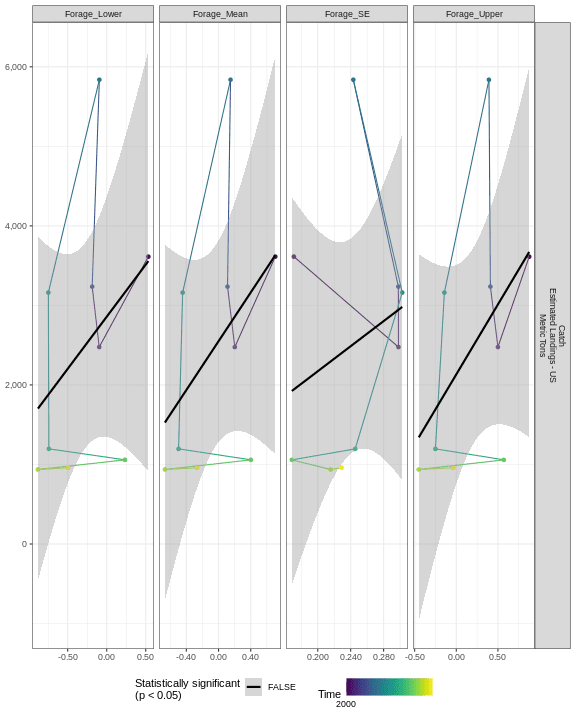 Forage_Lower
Forage_Mean
Forage_SE
Forage_Upper
6,000
4,000
2,000
0
Catch
Estimated Landings - US
Metric Tons
-0.50
0.00
0.50
-0.40
0.00
0.40
0.200
0.240
0.280
-0.50
0.00
0.50
Statistically significant
(p < 0.05)
FALSE
Time
2000